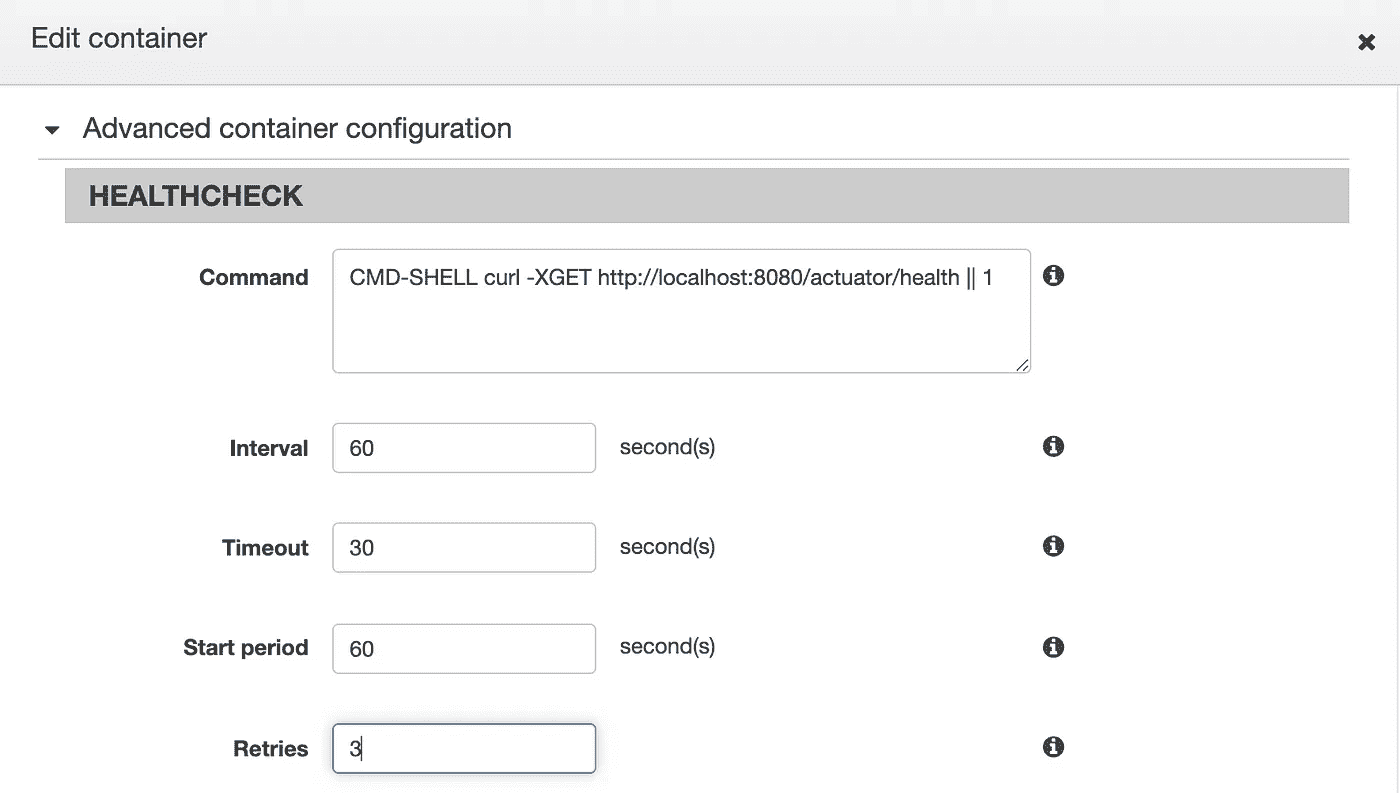 Edit container
Advanced container configuration
HEALTHCHECK
Command CMD-SHELL curl -XGET http://localhost:8080/actuator/health || 1
Interval 60 second(s)
Timeout 30 second(s)
Start period 60 second(s)
Retries 3